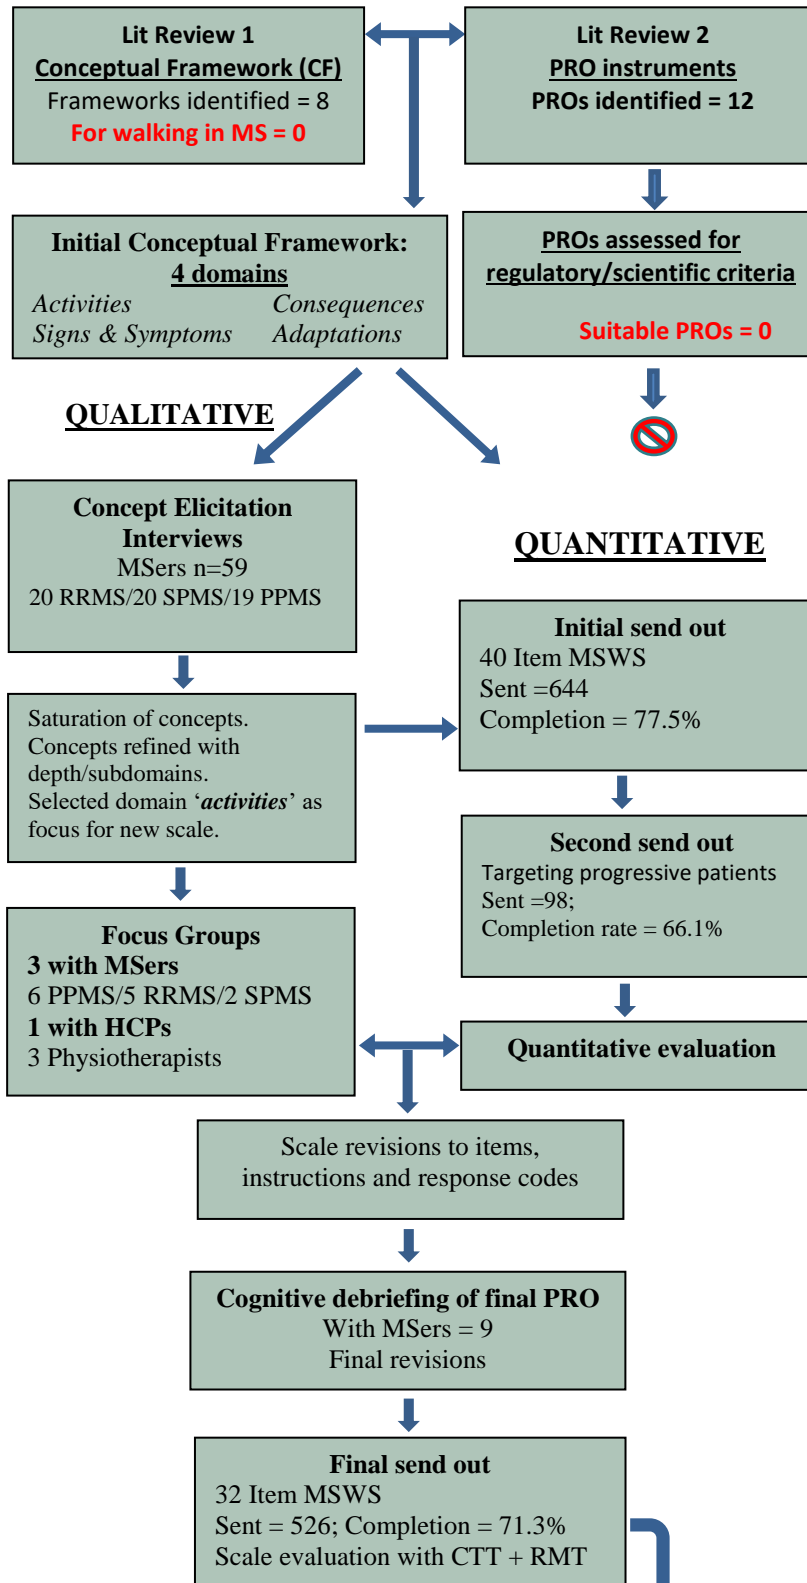 Lit Review 1
Conceptual Framework (CF)
Frameworks identified = 8
For walking in MS = 0
Lit Review 2
PRO instruments
PROs identified = 12
Initial Conceptual Framework:
4 domains
Activities Consequences
Signs & Symptoms Adaptations
PROs assessed for
regulatory/scientific criteria
Suitable PROs = 0
QUALITATIVE
Concept Elicitation
Interviews
MSers n=59
20 RRMS/20 SPMS/19 PPMS
QUANTITATIVE
Initial send out
40 Item MSWS
Sent =644
Completion = 77.5%
Saturation of concepts.
Concepts refined with
depth/subdomains.
Selected domain ‘activities’ as
focus for new scale.
Second send out
Targeting progressive patients
Sent =98;
Completion rate = 66.1%
Focus Groups
3 with MSers
6 PPMS/5 RRMS/2 SPMS
1 with HCPs
3 Physiotherapists
Quantitative evaluation
Scale revisions to items,
instructions and response codes
Cognitive debriefing of final PRO
With MSers = 9
Final revisions
Final send out
32 Item MSWS
Sent = 526; Completion = 71.3%
Scale evaluation with CTT + RMT